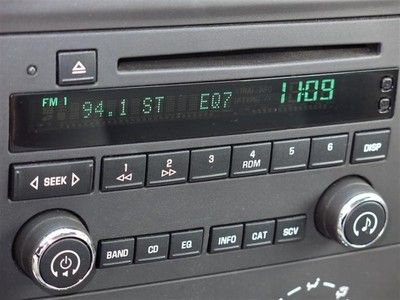 FM 1
94.1 ST EQ7 11:09
1 2 3 4 5 6 DISP
RDM
SEEK
BAND CD EQ INFO CAT SCV